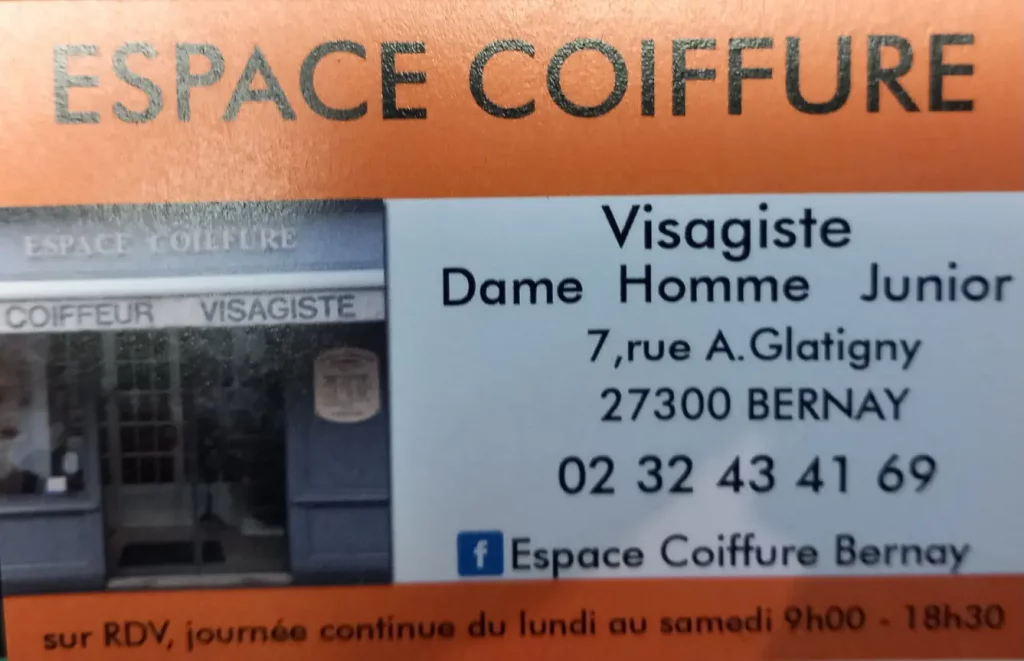 ESPACE COIFFURE
ESPACE COIFFURE
COIFFEUR VISAGISTE
Visagiste
Dame Homme Junior
7,rue A.Glatigny
27300 BERNAY
02 32 43 41 69
f Espace Coiffure Bernay
sur RDV, journée continue du lundi au samedi 9h00 - 18h30